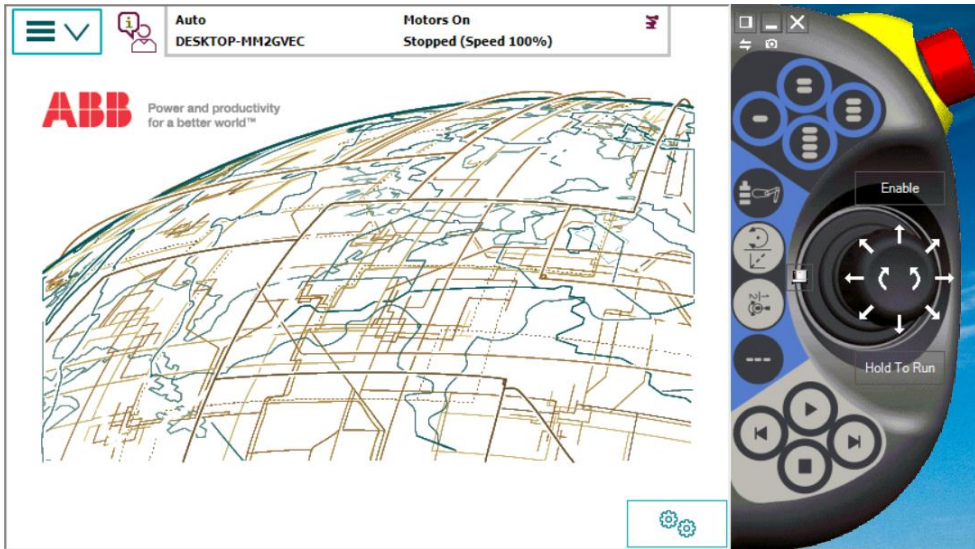 Auto
DESKTOP-MM2GVEC
Motors On
Stopped (Speed 100%)
ABB
Power and productivity
for a better world™
Enable
Hold To Run